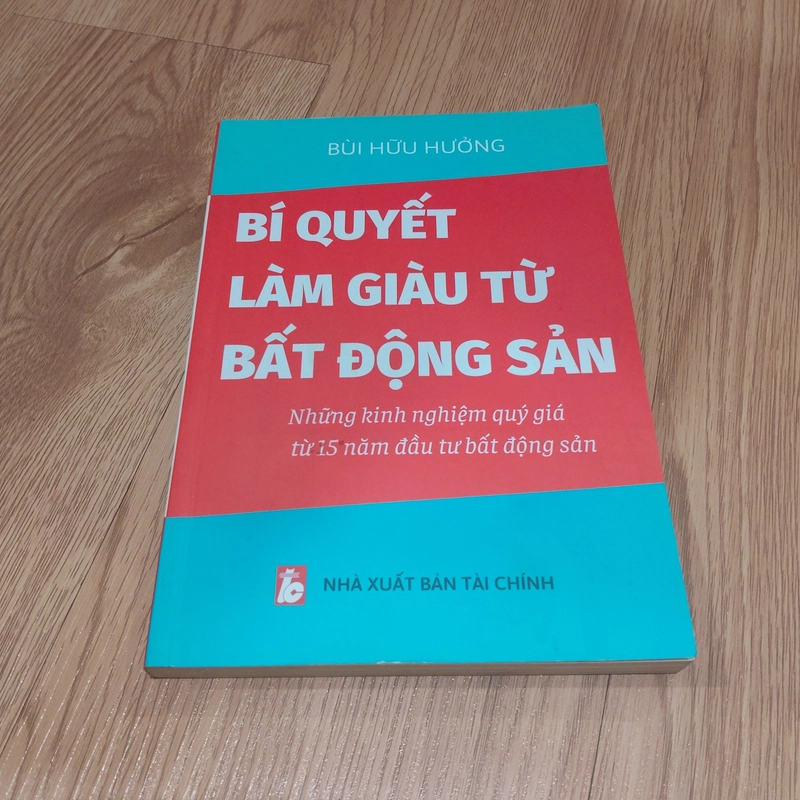 BÙI HỮU HƯỞNG
BÍ QUYẾT
LÀM GIÀU TỪ
BẤT ĐỘNG SẢN
Những kinh nghiệm quý giá
từ 15 năm đầu tư bất động sản
tc
NHÀ XUẤT BẢN TÀI CHÍNH